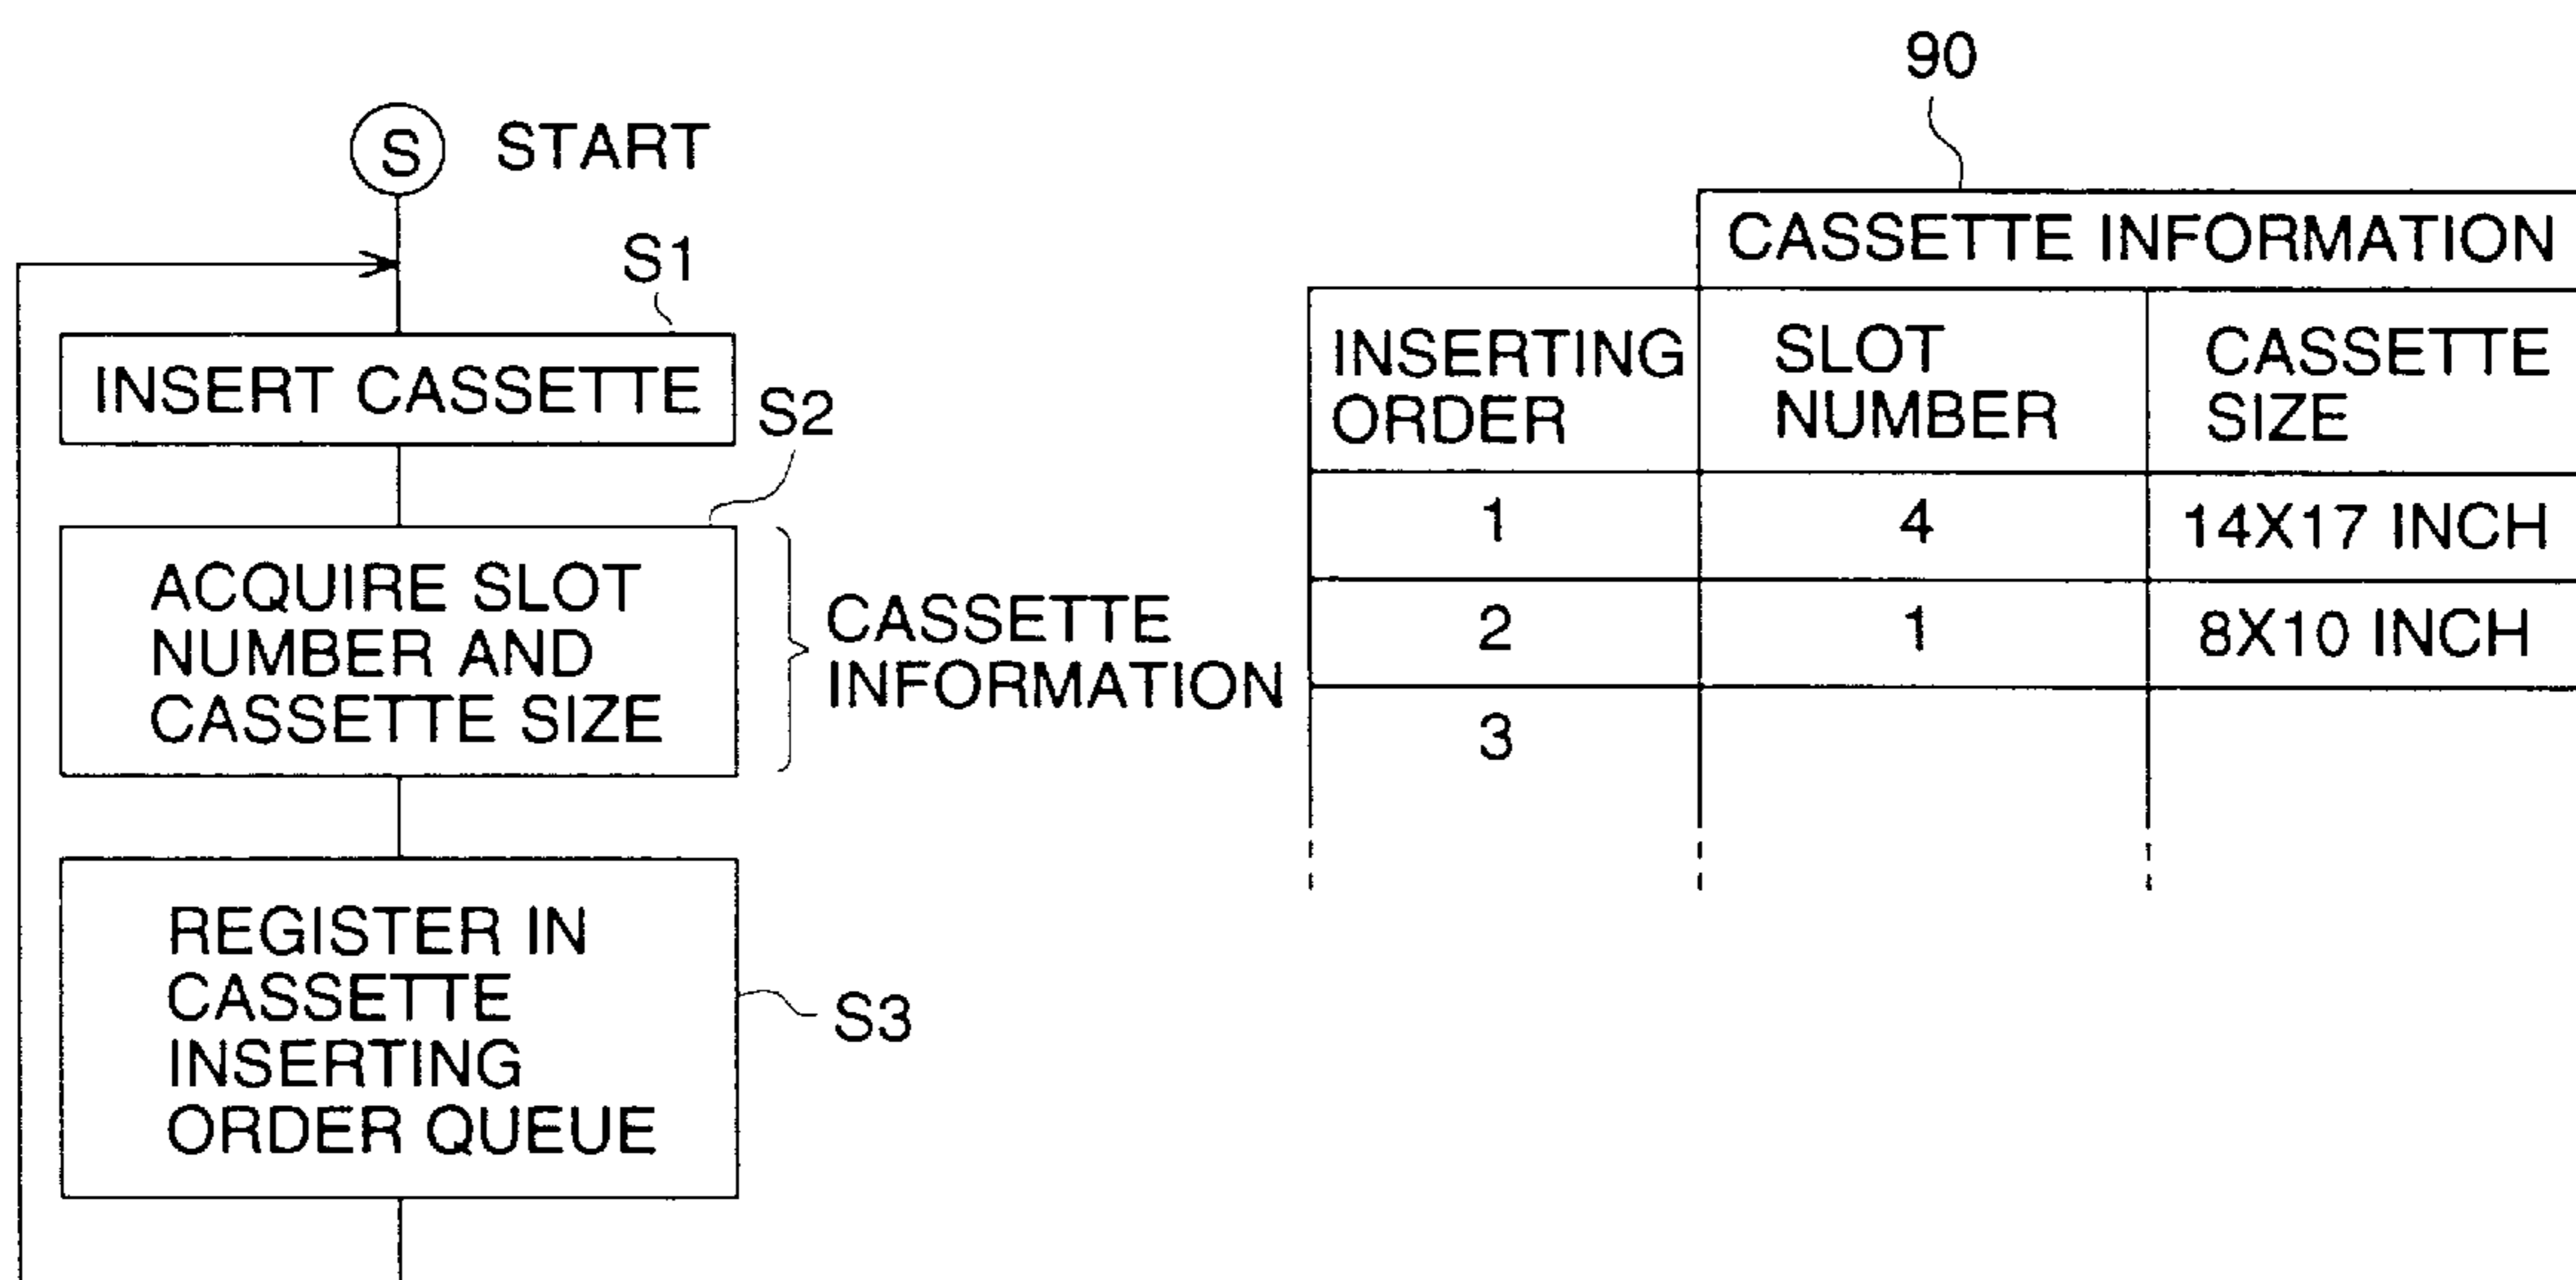 S START
S1
INSERT CASSETTE
S2
ACQUIRE SLOT
NUMBER AND
CASSETTE SIZE
CASSETTE
INFORMATION
REGISTER IN
CASSETTE
INSERTING
ORDER QUEUE
S3
90
CASSETTE INFORMATION
INSERTING
ORDER
SLOT
NUMBER
CASSETTE
SIZE
1 4 14X17 INCH
2 1 8X10 INCH
3